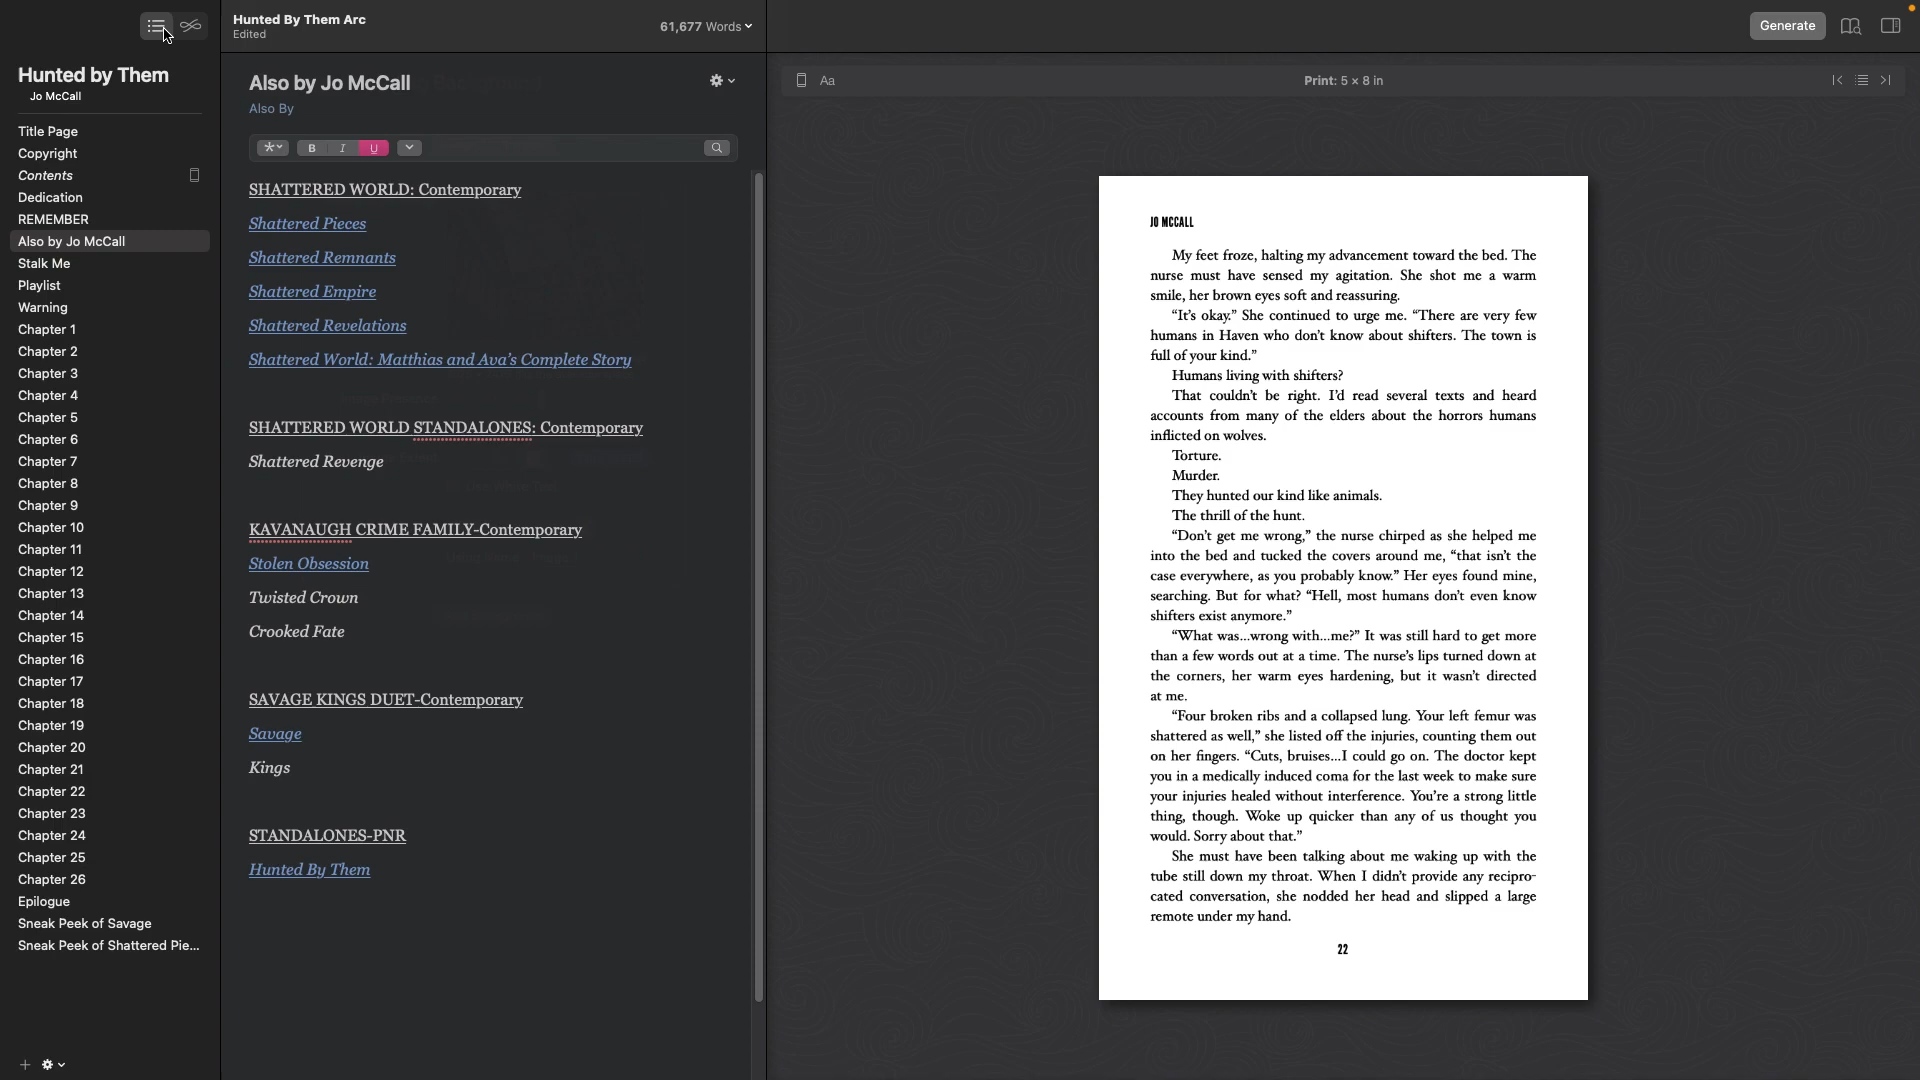 Hunted by Them
Jo McCall
Title Page
Copyright
Contents
Dedication
REMEMBER
Also by Jo McCall
Stalk Me
Playlist
Warning
Chapter 1
Chapter 2
Chapter 3
Chapter 4
Chapter 5
Chapter 6
Chapter 7
Chapter 8
Chapter 9
Chapter 10
Chapter 11
Chapter 12
Chapter 13
Chapter 14
Chapter 15
Chapter 16
Chapter 17
Chapter 18
Chapter 19
Chapter 20
Chapter 21
Chapter 22
Chapter 23
Chapter 24
Chapter 25
Chapter 26
Epilogue
Sneak Peek of Savage
Sneak Peek of Shattered Pie...
Hunted By Them Arc
Edited
61,677 Words
Also by Jo McCall
Also By
B I U
SHATTERED WORLD: Contemporary
Shattered Pieces
Shattered Remnants
Shattered Empire
Shattered Revelations
Shattered World: Matthias and Ava's Complete Story
SHATTERED WORLD STANDALONES: Contemporary
Shattered Revenge
KAVANAUGH CRIME FAMILY-Contemporary
Stolen Obsession
Twisted Crown
Crooked Fate
SAVAGE KINGS DUET-Contemporary
Savage
Kings
STANDALONES-PNR
Hunted By Them
Generate
Aa
Print: 5 × 8 in
JO MCCALL
My feet froze, halting my advancement toward the bed. The
nurse must have sensed my agitation. She shot me a warm
smile, her brown eyes soft and reassuring.
“It’s okay.” She continued to urge me. “There are very few
humans in Haven who don’t know about shifters. The town is
full of your kind.”
Humans living with shifters?
That couldn’t be right. I’d read several texts and heard
accounts from many of the elders about the horrors humans
inflicted on wolves.
Torture.
Murder.
They hunted our kind like animals.
The thrill of the hunt.
“Don’t get me wrong,” the nurse chirped as she helped me
into the bed and tucked the covers around me, “that isn’t the
case everywhere, as you probably know.” Her eyes found mine,
searching. But for what? “Hell, most humans don’t even know
shifters exist anymore.”
“What was...wrong with...me?” It was still hard to get more
than a few words out at a time. The nurse’s lips turned down at
the corners, her warm eyes hardening, but it wasn’t directed
at me.
“Four broken ribs and a collapsed lung. Your left femur was
shattered as well,” she listed off the injuries, counting them out
on her fingers. “Cuts, bruises...I could go on. The doctor kept
you in a medically induced coma for the last week to make sure
your injuries healed without interference. You’re a strong little
thing, though. Woke up quicker than any of us thought you
would. Sorry about that.”
She must have been talking about me waking up with the
tube still down my throat. When I didn’t provide any recipro-
cated conversation, she nodded her head and slipped a large
remote under my hand.
22